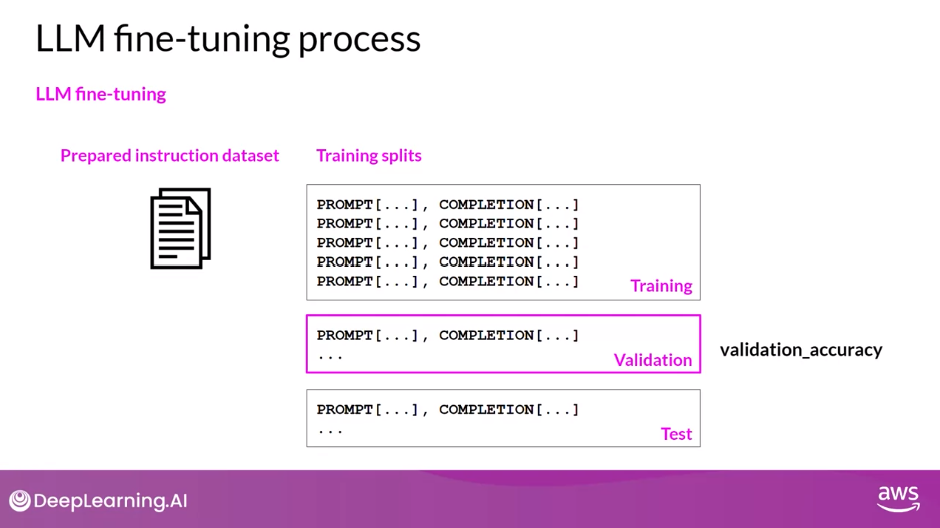 LLM fine-tuning process
LLM fine-tuning
Prepared instruction dataset
Training splits
PROMPT[...], COMPLETION[...]
PROMPT[...], COMPLETION[...]
PROMPT[...], COMPLETION[...]
PROMPT[...], COMPLETION[...]
PROMPT[...], COMPLETION[...]
Training
PROMPT[...], COMPLETION[...]
...
Validation
validation_accuracy
PROMPT[...], COMPLETION[...]
...
Test
DeepLearning.AI
aws